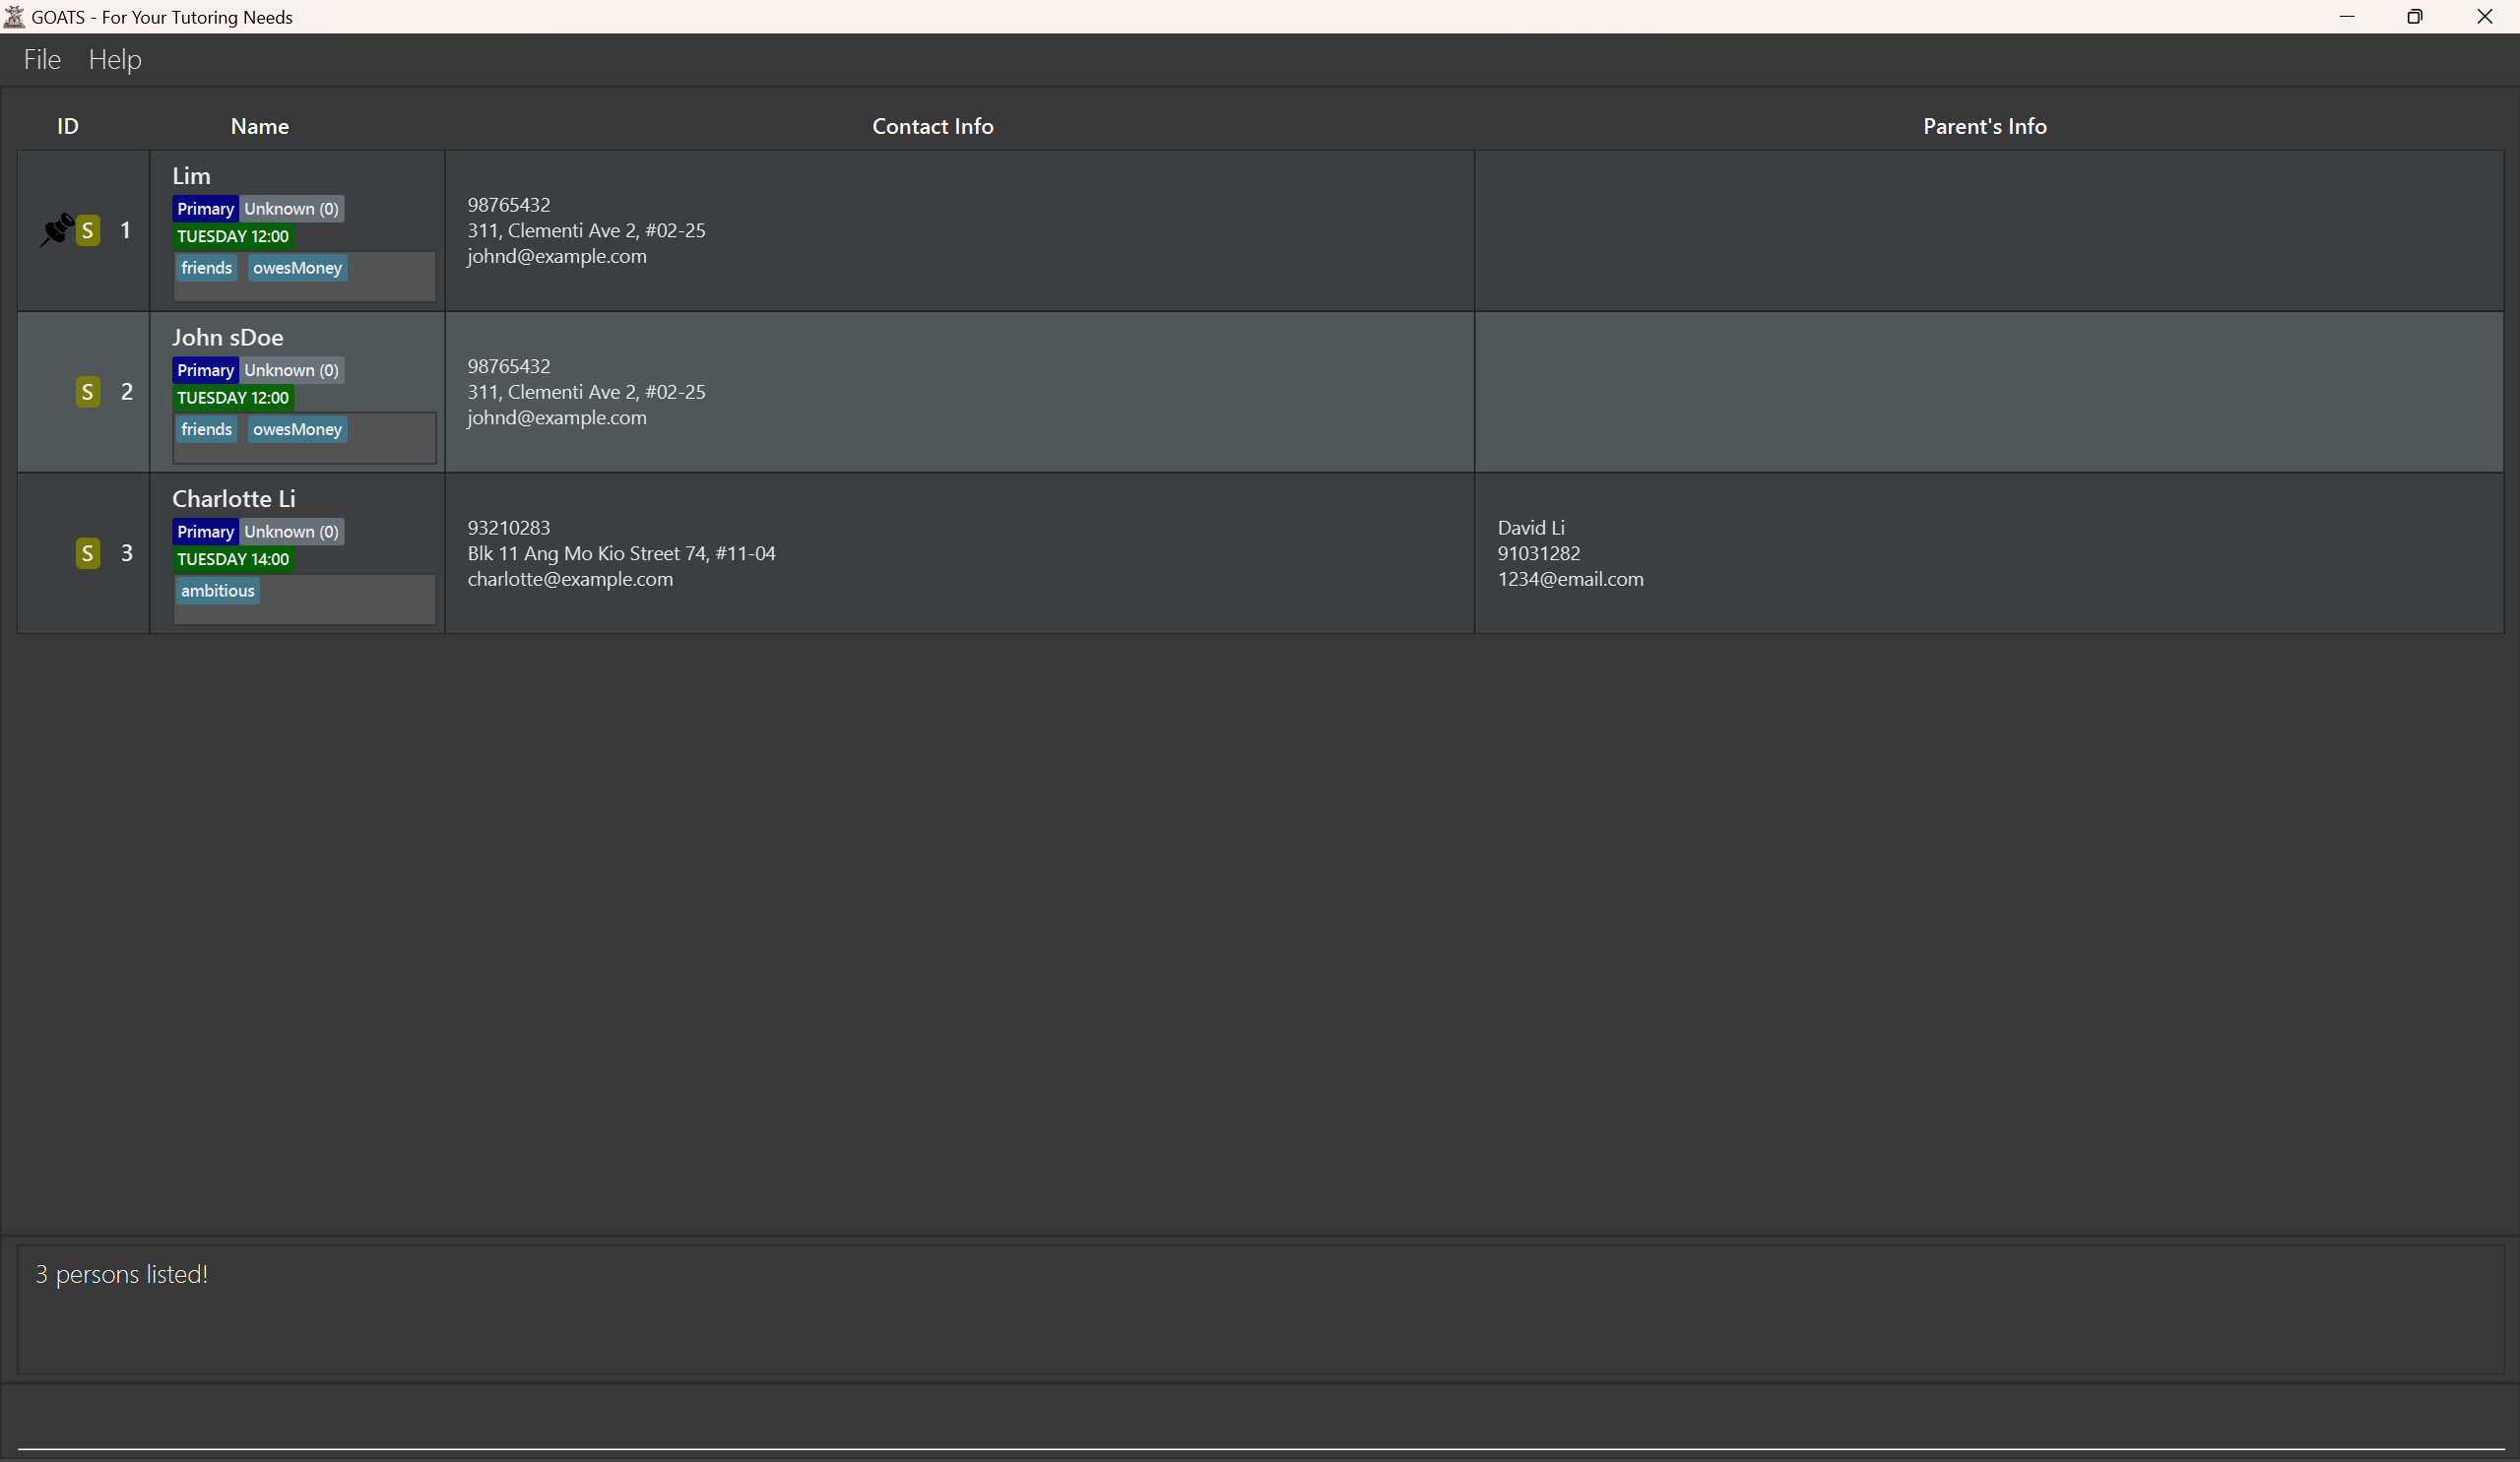 GOATS - For Your Tutoring Needs
File Help
ID Name Contact Info Parent's Info
S 1
Lim
Primary Unknown (0)
TUESDAY 12:00
friends owesMoney
98765432
311, Clementi Ave 2, #02-25
johnd@example.com
S 2
John sDoe
Primary Unknown (0)
TUESDAY 12:00
friends owesMoney
98765432
311, Clementi Ave 2, #02-25
johnd@example.com
S 3
Charlotte Li
Primary Unknown (0)
TUESDAY 14:00
ambitious
93210283
Blk 11 Ang Mo Kio Street 74, #11-04
charlotte@example.com
David Li
91031282
1234@email.com
3 persons listed!